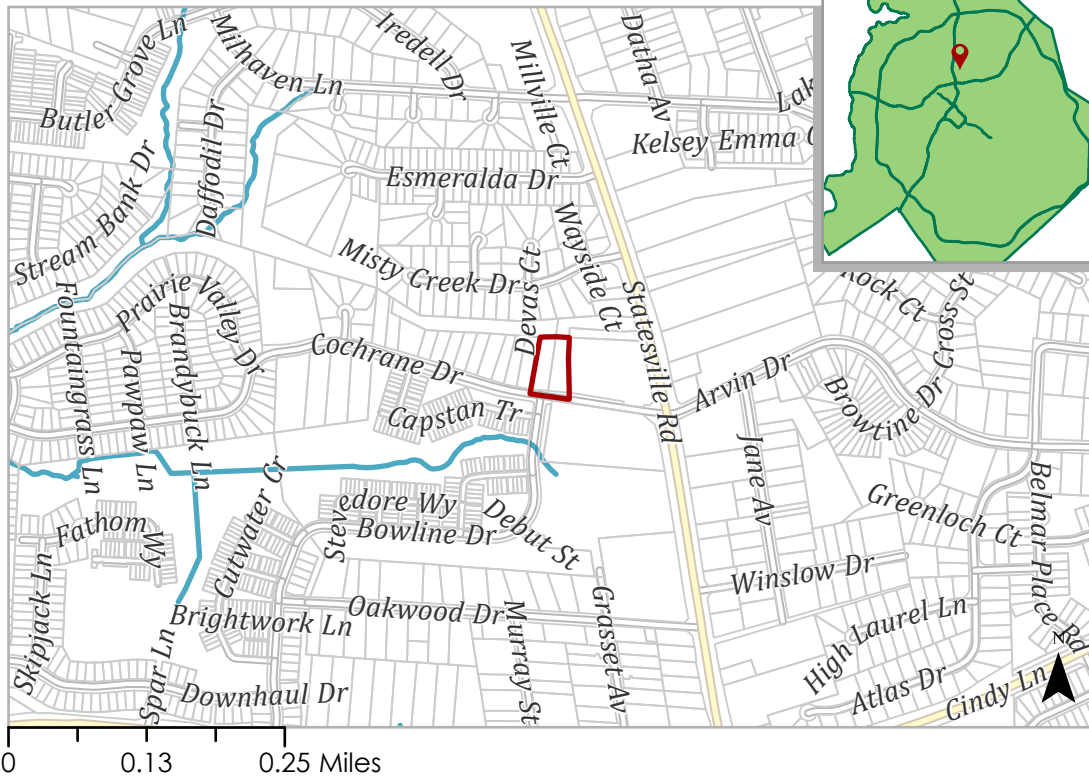 Butler Grove Ln
Milhaven Ln
Iredell Dr
Millville Ct
Datha Av
Lak
Kelsey Emma C
Stream Bank Dr
Daffodil Dr
Esmeralda Dr
Wayside Ct
Misty Creek Dr
Devas Ct
Statesville Rd
Rock Ct
Cross St
Fountaingrass Ln
Prairie Valley Dr
Pawpaw Ln
Brandybuck Ln
Cochrane Dr
Capstan Tr
Arvin Dr
Browtine Dr
Jane Av
Greenloch Ct
Belmar Place Rd
Fathom Wy
Cutwater Cr
Stevedore Wy
Bowline Dr
Debut St
Winslow Dr
Skipjack Ln
Spar Ln
Brightwork Ln
Oakwood Dr
Murray St
Grasset Av
High Laurel Ln
Downhaul Dr
Atlas Dr
Cindy Ln
N
0 0.13 0.25 Miles